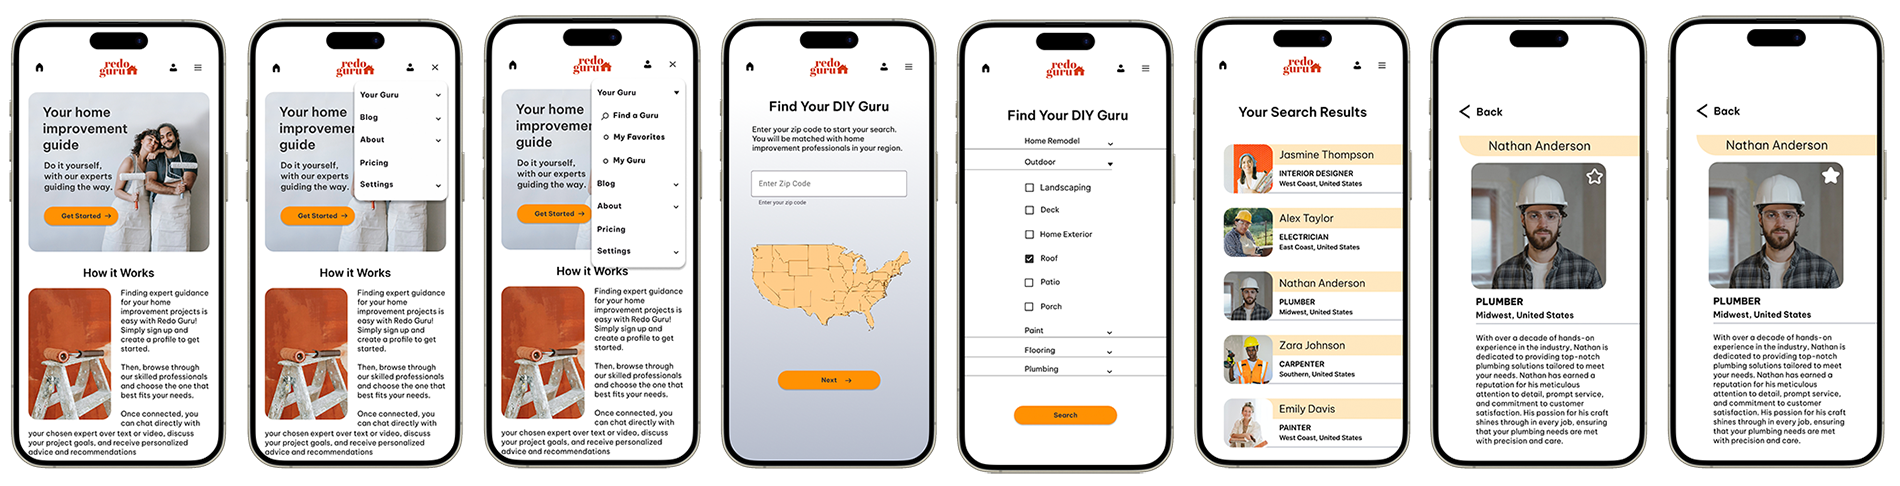 redo
guru
Your home
improvement
guide
Do it yourself,
with our experts
guiding the way.
Get Started →
How it Works
Finding expert guidance
for your home
improvement projects is
easy with Redo Guru!
Simply sign up and
create a profile to get
started.
Then, browse through
our skilled professionals
and choose the one that
best fits your needs.
Once connected, you
can chat directly with
your chosen expert over text or video, discuss
your project goals, and receive personalized
advice and recommendations
redo
guru
Your home
improvemer
guide
Do it yourself,
with our experts
guiding the way.
Get Started →
Your Guru
Blog
About
Pricing
Settings
How it Works
Finding expert guidance
for your home
improvement projects is
easy with Redo Guru!
Simply sign up and
create a profile to get
started.
Then, browse through
our skilled professionals
and choose the one that
best fits your needs.
Once connected, you
can chat directly with
your chosen expert over text or video, discuss
your project goals, and receive personalized
advice and recommendations
redo
guru
Your home
improvemer
guide
Do it yourself,
with our experts
guiding the way.
Get Started →
Your Guru
Find a Guru
My Favorites
My Guru
Blog
About
Pricing
Settings
How it Works
Finding expert guidance
for your home
improvement projects is
easy with Redo Guru!
Simply sign up and
create a profile to get
started.
Then, browse through
our skilled professionals
and choose the one that
best fits your needs.
Once connected, you
can chat directly with
your chosen expert over text or video, discuss
your project goals, and receive personalized
advice and recommendations
redo
guru
Find Your DIY Guru
Enter your zip code to start your search.
You will be matched with home
improvement professionals in your region.
Enter Zip Code
Enter your zip code
Next →
redo
guru
Find Your DIY Guru
Home Remodel
Outdoor
Landscaping
Deck
Home Exterior
Roof
Patio
Porch
Paint
Flooring
Plumbing
Search
redo
guru
Your Search Results
Jasmine Thompson
INTERIOR DESIGNER
West Coast, United States
Alex Taylor
ELECTRICIAN
East Coast, United States
Nathan Anderson
PLUMBER
Midwest, United States
Zara Johnson
CARPENTER
Southern, United States
Emily Davis
PAINTER
West Coast, United States
Back
Nathan Anderson
PLUMBER
Midwest, United States
With over a decade of hands-on
experience in the industry, Nathan is
dedicated to providing top-notch
plumbing solutions tailored to meet
your needs. Nathan has earned a
reputation for his meticulous
attention to detail, prompt service,
and commitment to customer
satisfaction. His passion for his craft
shines through in every job, ensuring
that your plumbing needs are met
with precision and care.
Back
Nathan Anderson
PLUMBER
Midwest, United States
With over a decade of hands-on
experience in the industry, Nathan is
dedicated to providing top-notch
plumbing solutions tailored to meet
your needs. Nathan has earned a
reputation for his meticulous
attention to detail, prompt service,
and commitment to customer
satisfaction. His passion for his craft
shines through in every job, ensuring
that your plumbing needs are met
with precision and care.